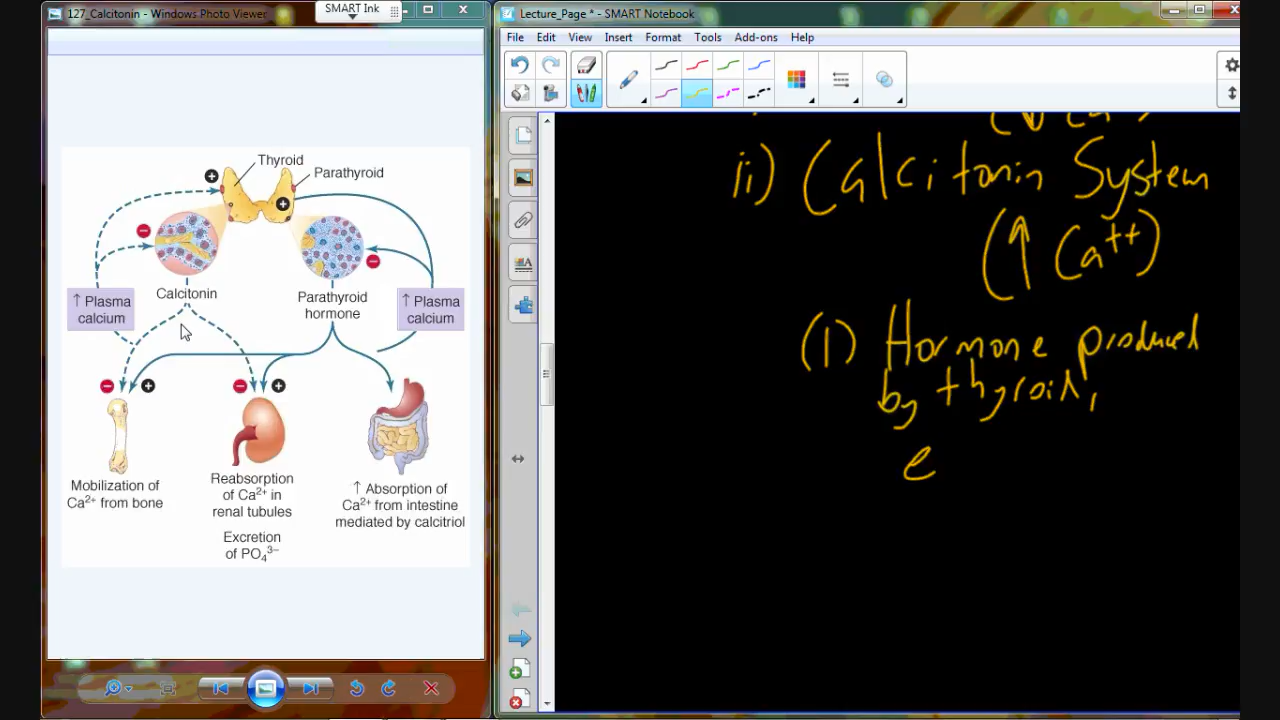 127_Calcitonin - Windows Photo Viewer
SMART Ink
Thyroid
Parathyroid
Calcitonin
Parathyroid
hormone
↑ Plasma
calcium
↑ Plasma
calcium
Mobilization of
Ca2+ from bone
Reabsorption
of Ca2+ in
renal tubules
Excretion
of PO4 3−
↑ Absorption of
Ca2+ from intestine
mediated by calcitriol
Lecture_Page * - SMART Notebook
File Edit View Insert Format Tools Add-ons Help
ii) Calcitonin System
(↑ Ca++)
(1) Hormone produced
by thyroid,
e